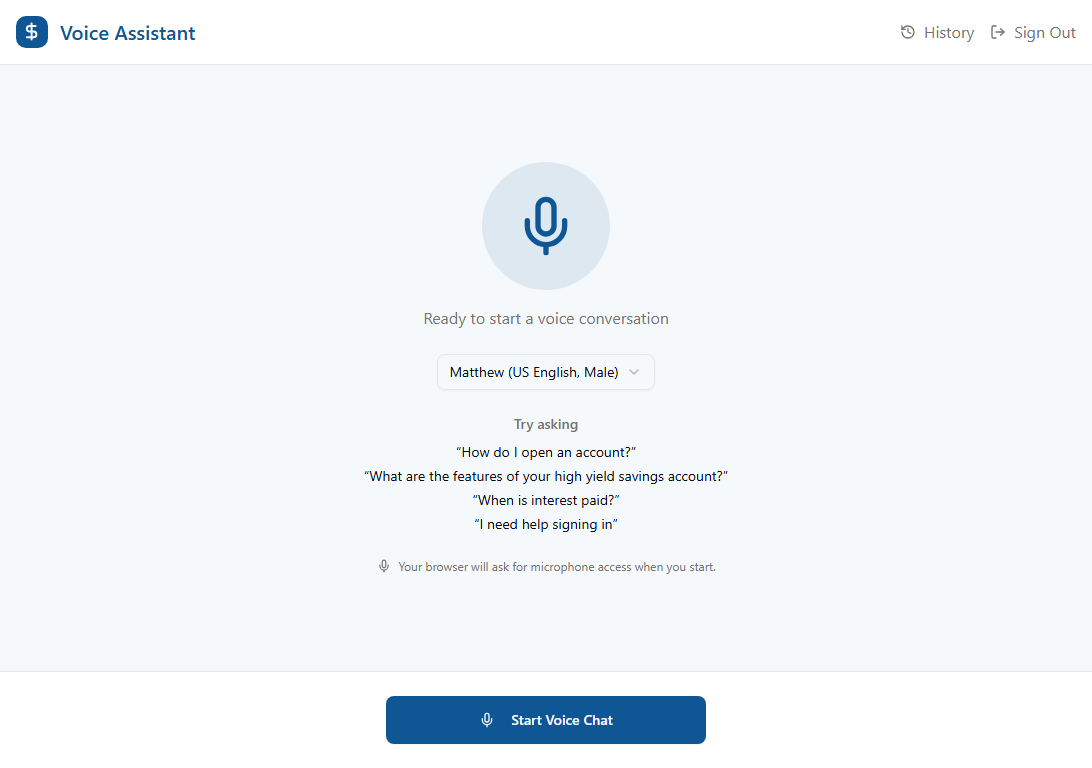 $ Voice Assistant
History
Sign Out
Ready to start a voice conversation
Matthew (US English, Male)
Try asking
“How do I open an account?”
“What are the features of your high yield savings account?”
“When is interest paid?”
“I need help signing in”
Your browser will ask for microphone access when you start.
Start Voice Chat